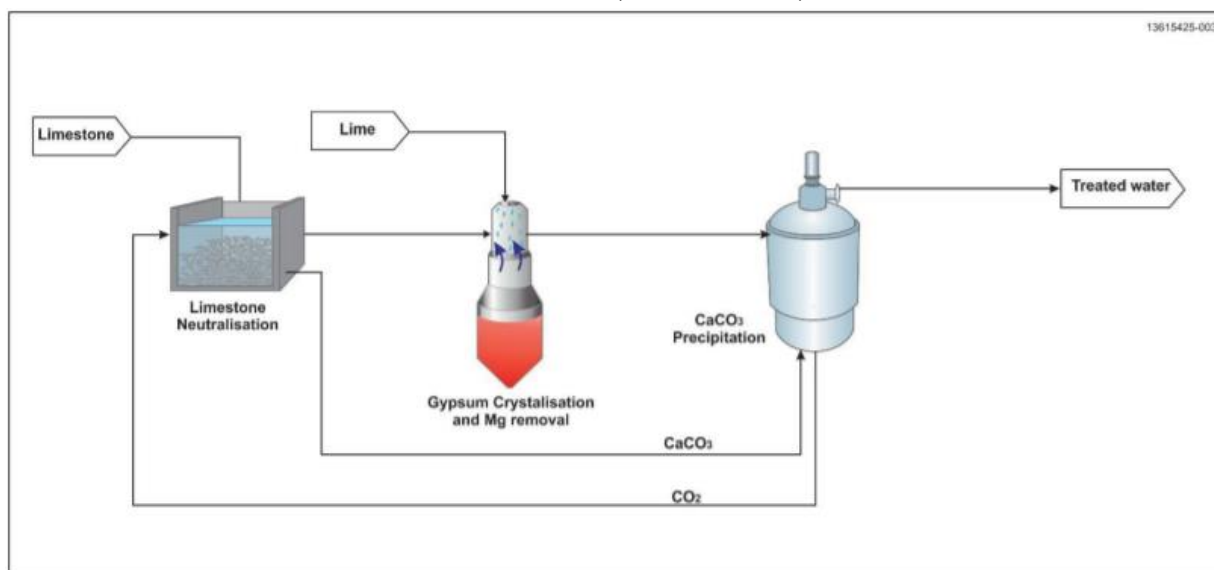 13615425-003
Limestone
Lime
Treated water
Limestone
Neutralisation
CaCO₃
Precipitation
Gypsum Crystalisation
and Mg removal
CaCO₃
CO₂